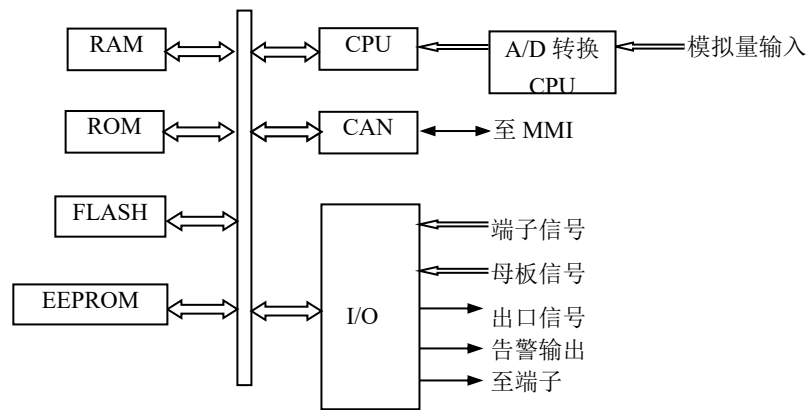 RAM
CPU
A/D 转换
CPU
模拟量输入
ROM
CAN
至 MMI
FLASH
端子信号
母板信号
EEPROM
I/O
出口信号
告警输出
至端子